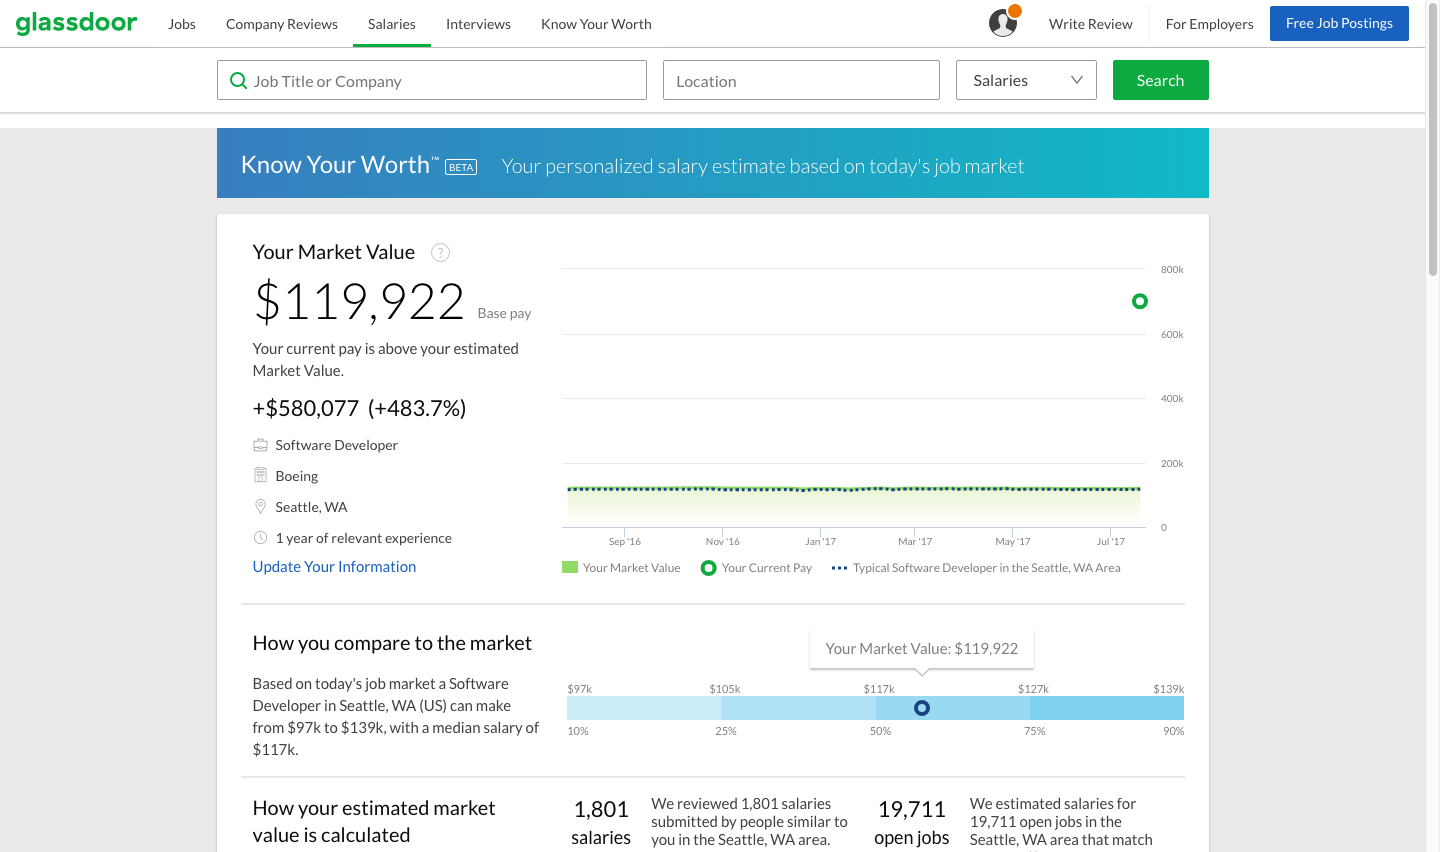 glassdoor Jobs Company Reviews Salaries Interviews Know Your Worth Write Review For Employers Free Job Postings
Job Title or Company Location Salaries Search
Know Your Worth™ BETA Your personalized salary estimate based on today's job market
Your Market Value ?
$119,922 Base pay
Your current pay is above your estimated
Market Value.
+$580,077 (+483.7%)
Software Developer
Boeing
Seattle, WA
1 year of relevant experience
Update Your Information
800k
600k
400k
200k
0
Sep '16 Nov '16 Jan '17 Mar '17 May '17 Jul '17
Your Market Value Your Current Pay Typical Software Developer in the Seattle, WA Area
How you compare to the market
Based on today's job market a Software
Developer in Seattle, WA (US) can make
from $97k to $139k, with a median salary of
$117k.
Your Market Value: $119,922
$97k $105k $117k $127k $139k
10% 25% 50% 75% 90%
How your estimated market
value is calculated
1,801
salaries
We reviewed 1,801 salaries
submitted by people similar to
you in the Seattle, WA area.
19,711
open jobs
We estimated salaries for
19,711 open jobs in the
Seattle, WA area that match